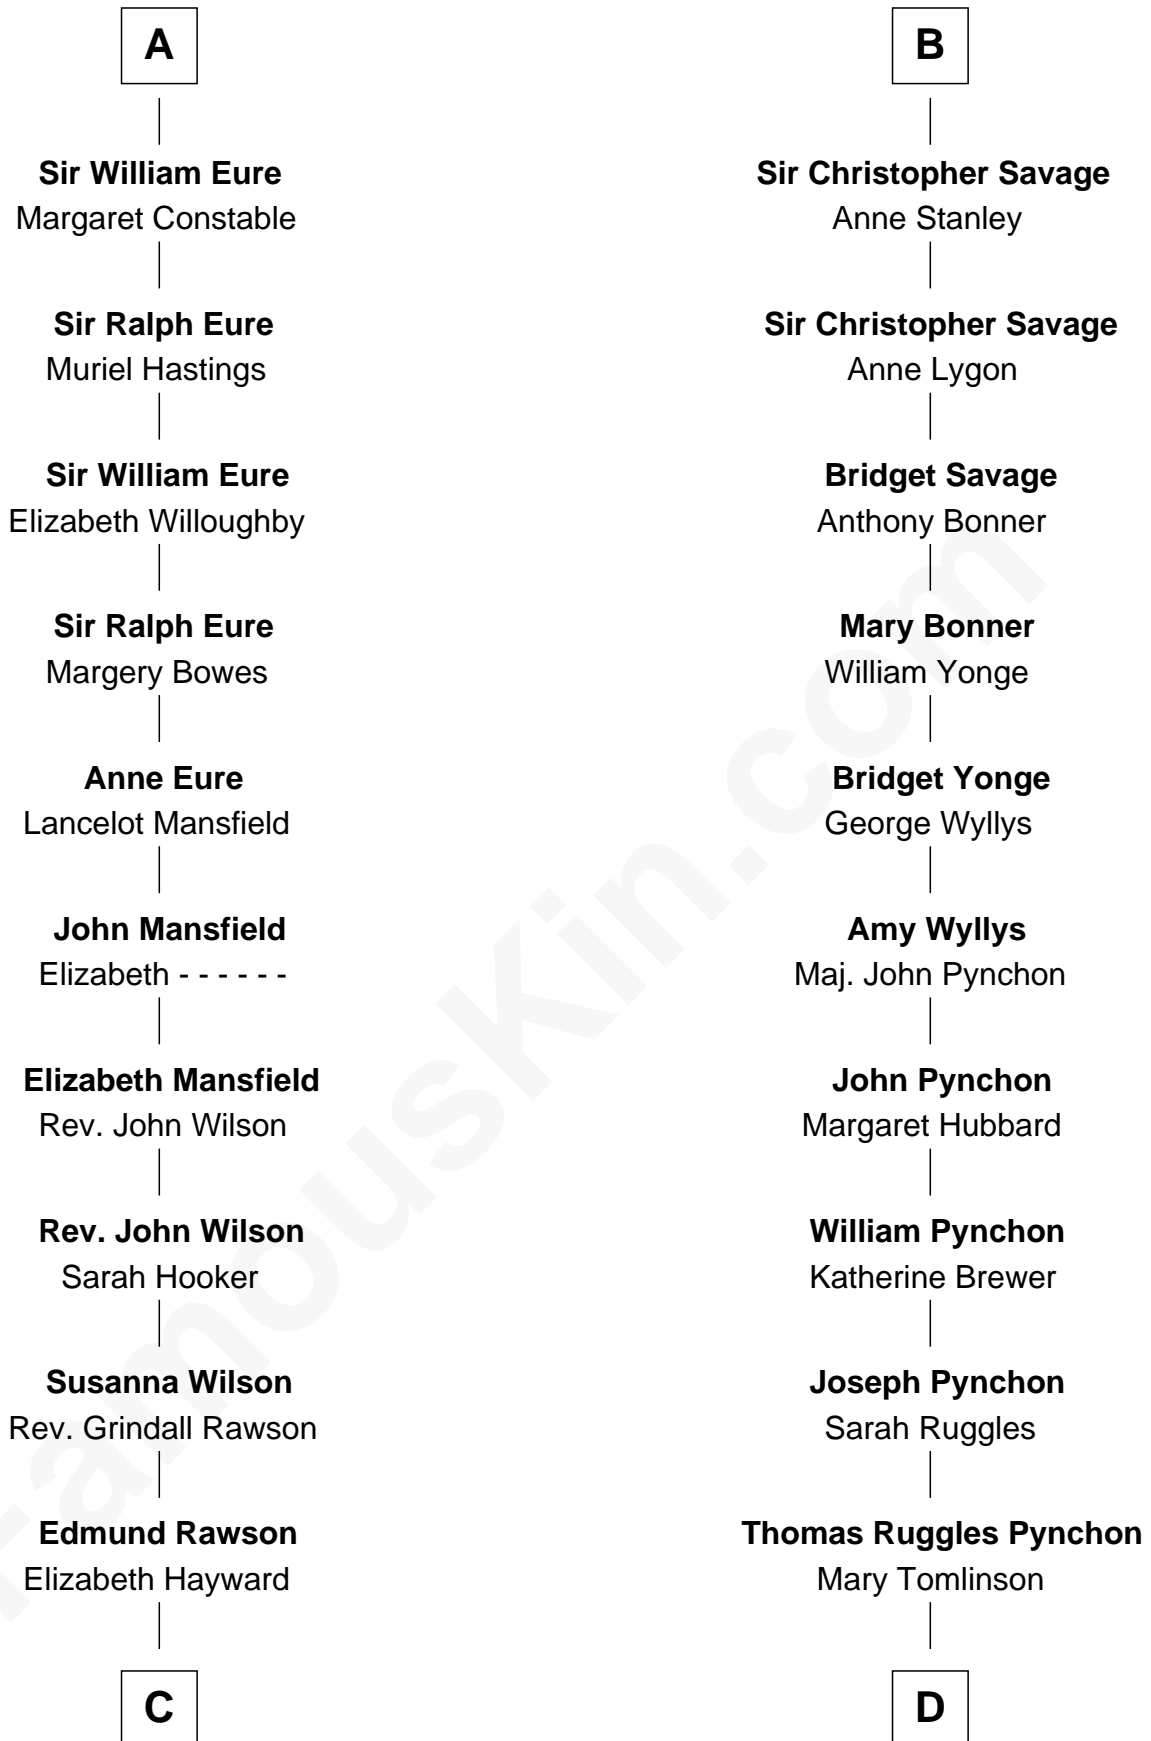 A
Sir William Eure
Margaret Constable
Sir Ralph Eure
Muriel Hastings
Sir William Eure
Elizabeth Willoughby
Sir Ralph Eure
Margery Bowes
Anne Eure
Lancelot Mansfield
John Mansfield
Elizabeth - - - - - -
Elizabeth Mansfield
Rev. John Wilson
Rev. John Wilson
Sarah Hooker
Susanna Wilson
Rev. Grindall Rawson
Edmund Rawson
Elizabeth Hayward
C
B
Sir Christopher Savage
Anne Stanley
Sir Christopher Savage
Anne Lygon
Bridget Savage
Anthony Bonner
Mary Bonner
William Yonge
Bridget Yonge
George Wyllys
Amy Wyllys
Maj. John Pynchon
John Pynchon
Margaret Hubbard
William Pynchon
Katherine Brewer
Joseph Pynchon
Sarah Ruggles
Thomas Ruggles Pynchon
Mary Tomlinson
D
FamousKin.com